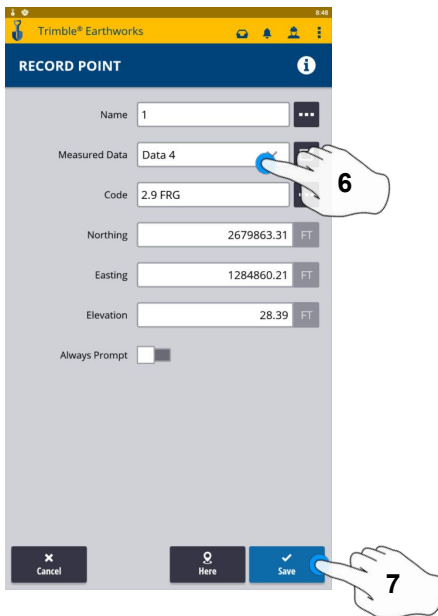 8:48
Trimble® Earthworks
RECORD POINT
Name 1
Measured Data Data 4
6
Code 2.9 FRG
Northing 2679863.31 FT
Easting 1284860.21 FT
Elevation 28.39 FT
Always Prompt
Cancel Here Save
7